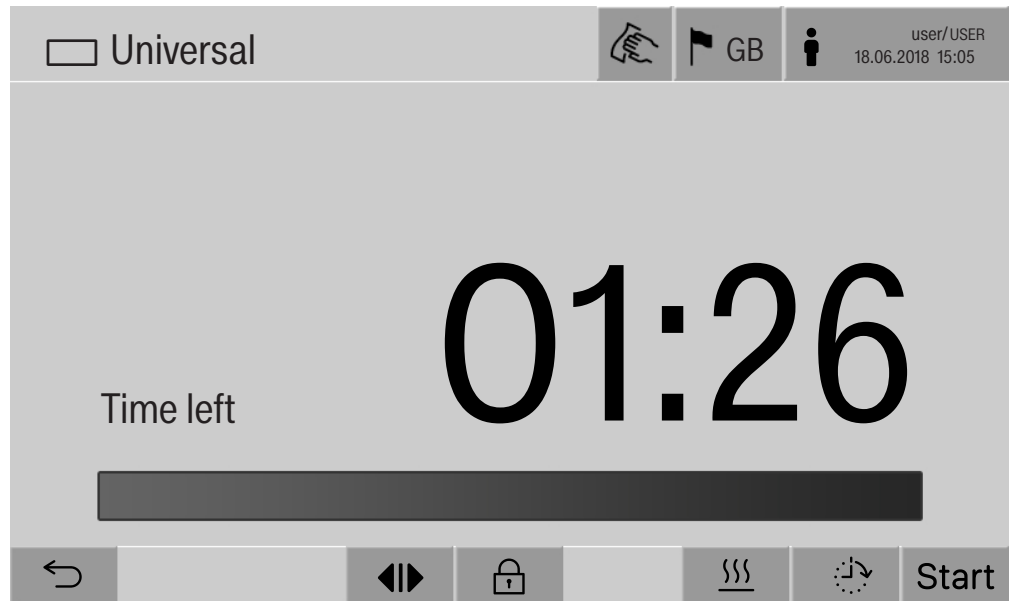 Universal
GB
user/USER
18.06.2018 15:05
01:26
Time left
Start